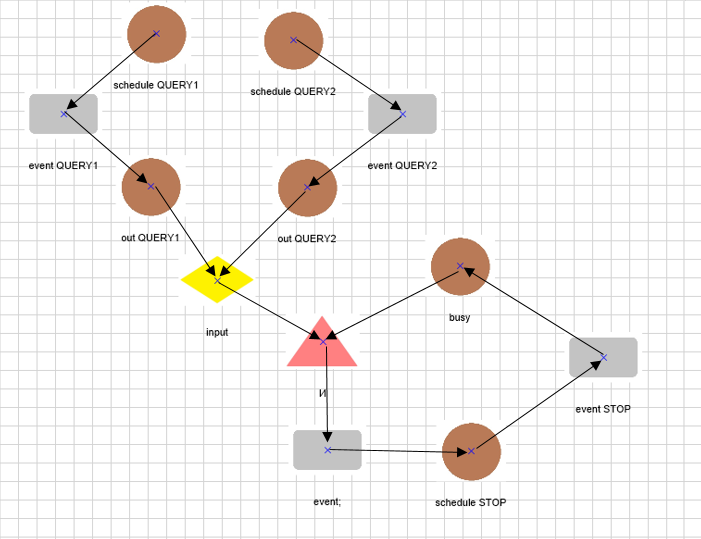 schedule QUERY1
schedule QUERY2
event QUERY1
event QUERY2
out QUERY1
out QUERY2
busy
input
И
event STOP
event;
schedule STOP